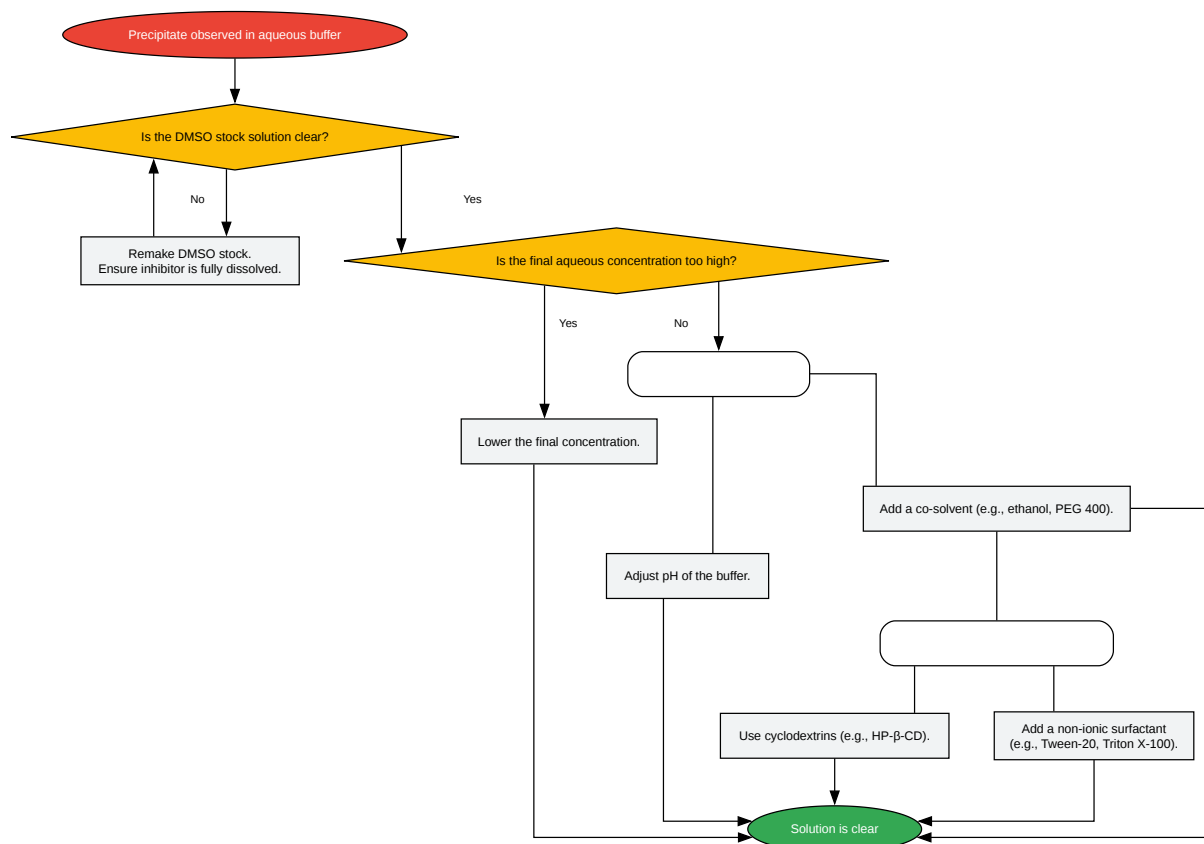 Precipitate observed in aqueous buffer
Is the DMSO stock solution clear?
No
Yes
Remake DMSO stock.
Ensure inhibitor is fully dissolved.
Is the final aqueous concentration too high?
Yes
No
Lower the final concentration.
Add a co-solvent (e.g., ethanol, PEG 400).
Adjust pH of the buffer.
Use cyclodextrins (e.g., HP-β-CD).
Add a non-ionic surfactant
(e.g., Tween-20, Triton X-100).
Solution is clear